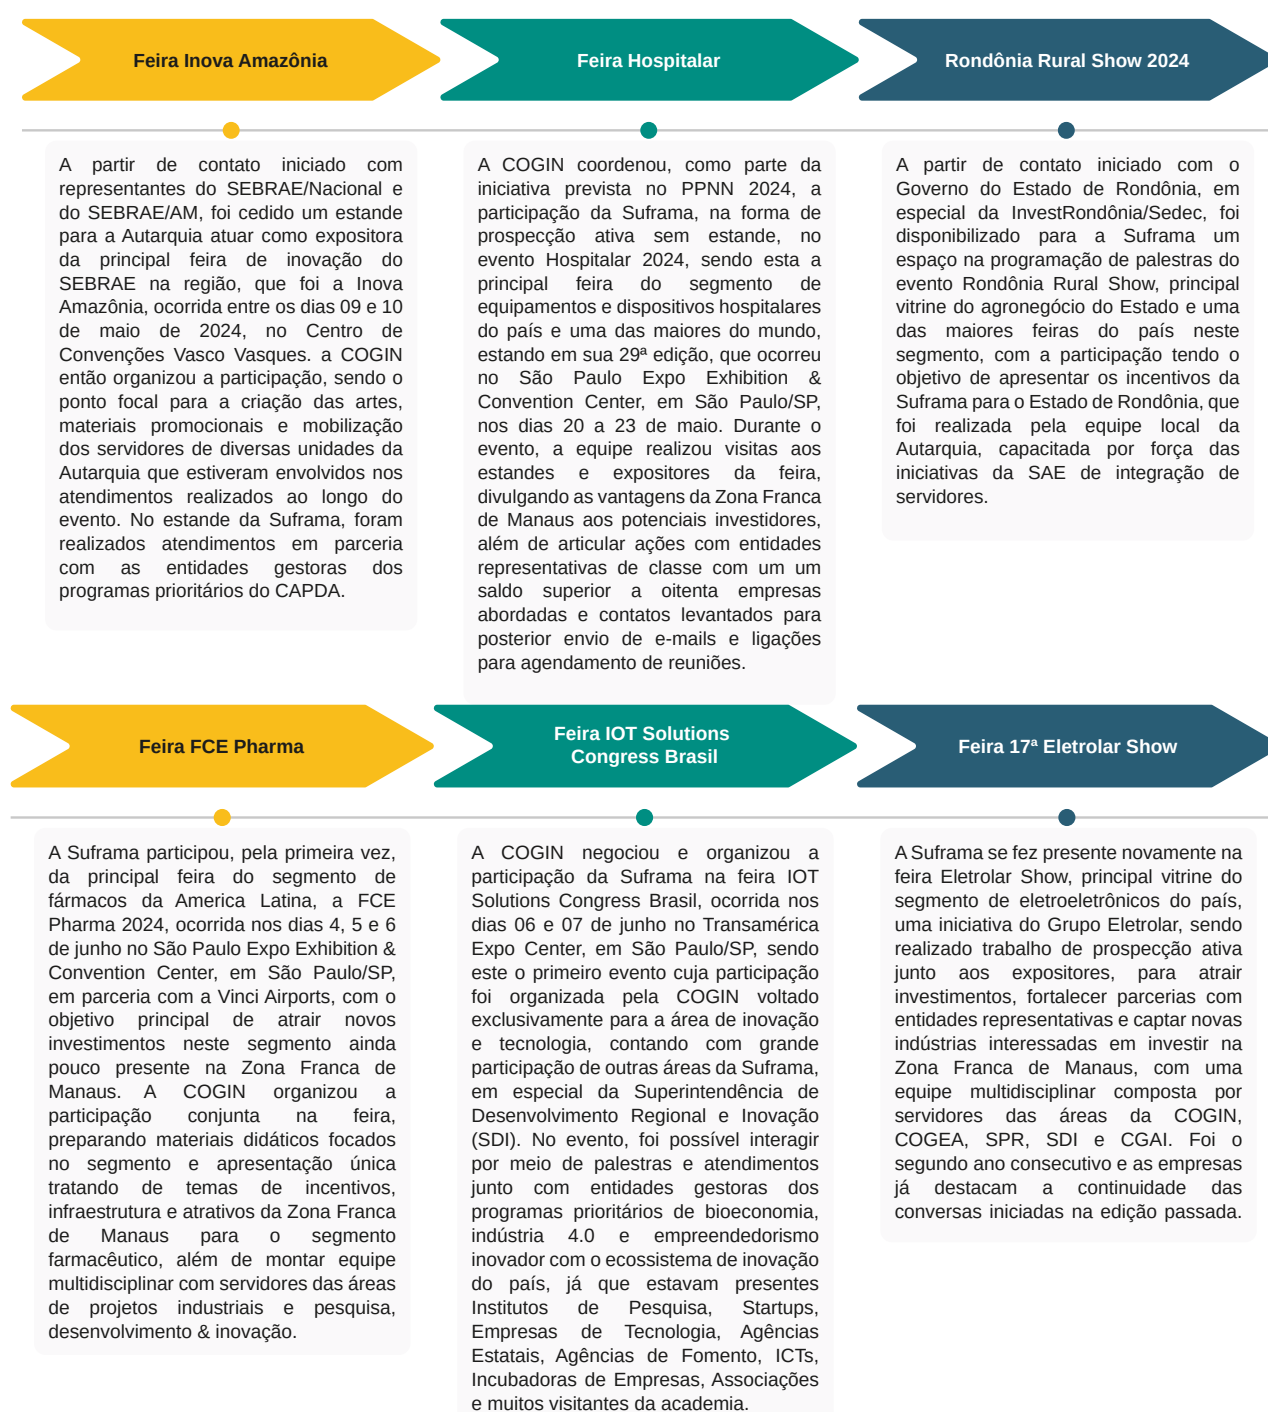 Feira Inova Amazônia
A partir de contato iniciado com
representantes do SEBRAE/Nacional e
do SEBRAE/AM, foi cedido um estande
para a Autarquia atuar como expositora
da principal feira de inovação do
SEBRAE na região, que foi a Inova
Amazônia, ocorrida entre os dias 09 e 10
de maio de 2024, no Centro de
Convenções Vasco Vasques. a COGIN
então organizou a participação, sendo o
ponto focal para a criação das artes,
materiais promocionais e mobilização
dos servidores de diversas unidades da
Autarquia que estiveram envolvidos nos
atendimentos realizados ao longo do
evento. No estande da Suframa, foram
realizados atendimentos em parceria
com as entidades gestoras dos
programas prioritários do CAPDA.
Feira Hospitalar
A COGIN coordenou, como parte da
iniciativa prevista no PPNN 2024, a
participação da Suframa, na forma de
prospecção ativa sem estande, no
evento Hospitalar 2024, sendo esta a
principal feira do segmento de
equipamentos e dispositivos hospitalares
do país e uma das maiores do mundo,
estando em sua 29ª edição, que ocorreu
no São Paulo Expo Exhibition &
Convention Center, em São Paulo/SP,
nos dias 20 a 23 de maio. Durante o
evento, a equipe realizou visitas aos
estandes e expositores da feira,
divulgando as vantagens da Zona Franca
de Manaus aos potenciais investidores,
além de articular ações com entidades
representativas de classe com um um
saldo superior a oitenta empresas
abordadas e contatos levantados para
posterior envio de e-mails e ligações
para agendamento de reuniões.
Rondônia Rural Show 2024
A partir de contato iniciado com o
Governo do Estado de Rondônia, em
especial da InvestRondônia/Sedec, foi
disponibilizado para a Suframa um
espaço na programação de palestras do
evento Rondônia Rural Show, principal
vitrine do agronegócio do Estado e uma
das maiores feiras do país neste
segmento, com a participação tendo o
objetivo de apresentar os incentivos da
Suframa para o Estado de Rondônia, que
foi realizada pela equipe local da
Autarquia, capacitada por força das
iniciativas da SAE de integração de
servidores.
Feira FCE Pharma
A Suframa participou, pela primeira vez,
da principal feira do segmento de
fármacos da America Latina, a FCE
Pharma 2024, ocorrida nos dias 4, 5 e 6
de junho no São Paulo Expo Exhibition &
Convention Center, em São Paulo/SP,
em parceria com a Vinci Airports, com o
objetivo principal de atrair novos
investimentos neste segmento ainda
pouco presente na Zona Franca de
Manaus. A COGIN organizou a
participação conjunta na feira,
preparando materiais didáticos focados
no segmento e apresentação única
tratando de temas de incentivos,
infraestrutura e atrativos da Zona Franca
de Manaus para o segmento
farmacêutico, além de montar equipe
multidisciplinar com servidores das áreas
de projetos industriais e pesquisa,
desenvolvimento & inovação.
Feira IOT Solutions
Congress Brasil
A COGIN negociou e organizou a
participação da Suframa na feira IOT
Solutions Congress Brasil, ocorrida nos
dias 06 e 07 de junho no Transamérica
Expo Center, em São Paulo/SP, sendo
este o primeiro evento cuja participação
foi organizada pela COGIN voltado
exclusivamente para a área de inovação
e tecnologia, contando com grande
participação de outras áreas da Suframa,
em especial da Superintendência de
Desenvolvimento Regional e Inovação
(SDI). No evento, foi possível interagir
por meio de palestras e atendimentos
junto com entidades gestoras dos
programas prioritários de bioeconomia,
indústria 4.0 e empreendedorismo
inovador com o ecossistema de inovação
do país, já que estavam presentes
Institutos de Pesquisa, Startups,
Empresas de Tecnologia, Agências
Estatais, Agências de Fomento, ICTs,
Incubadoras de Empresas, Associações
e muitos visitantes da academia.
Feira 17ª Eletrolar Show
A Suframa se fez presente novamente na
feira Eletrolar Show, principal vitrine do
segmento de eletroeletrônicos do país,
uma iniciativa do Grupo Eletrolar, sendo
realizado trabalho de prospecção ativa
junto aos expositores, para atrair
investimentos, fortalecer parcerias com
entidades representativas e captar novas
indústrias interessadas em investir na
Zona Franca de Manaus, com uma
equipe multidisciplinar composta por
servidores das áreas da COGIN,
COGEA, SPR, SDI e CGAI. Foi o
segundo ano consecutivo e as empresas
já destacam a continuidade das
conversas iniciadas na edição passada.